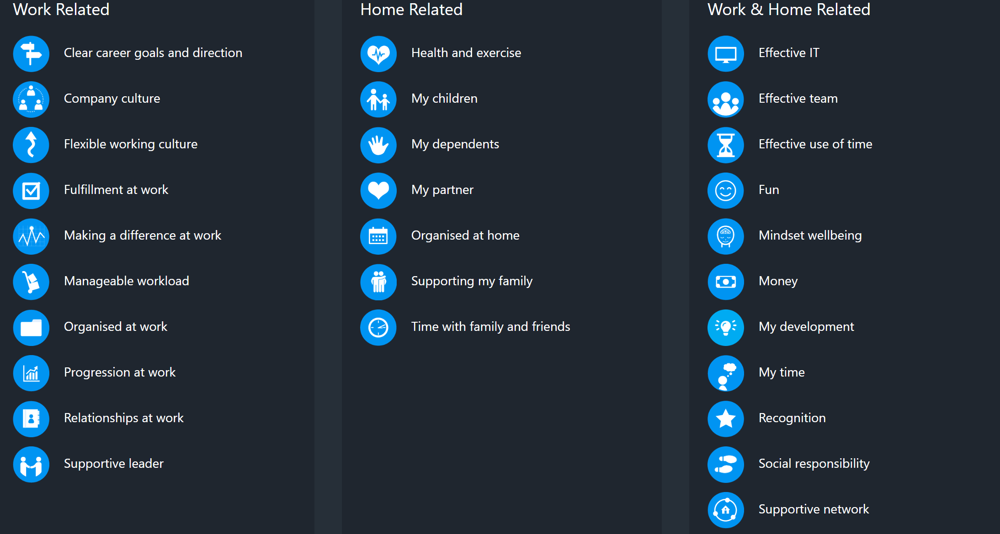 Work Related
Clear career goals and direction
Company culture
Flexible working culture
Fulfillment at work
Making a difference at work
Manageable workload
Organised at work
Progression at work
Relationships at work
Supportive leader
Home Related
Health and exercise
My children
My dependents
My partner
Organised at home
Supporting my family
Time with family and friends
Work & Home Related
Effective IT
Effective team
Effective use of time
Fun
Mindset wellbeing
Money
My development
My time
Recognition
Social responsibility
Supportive network